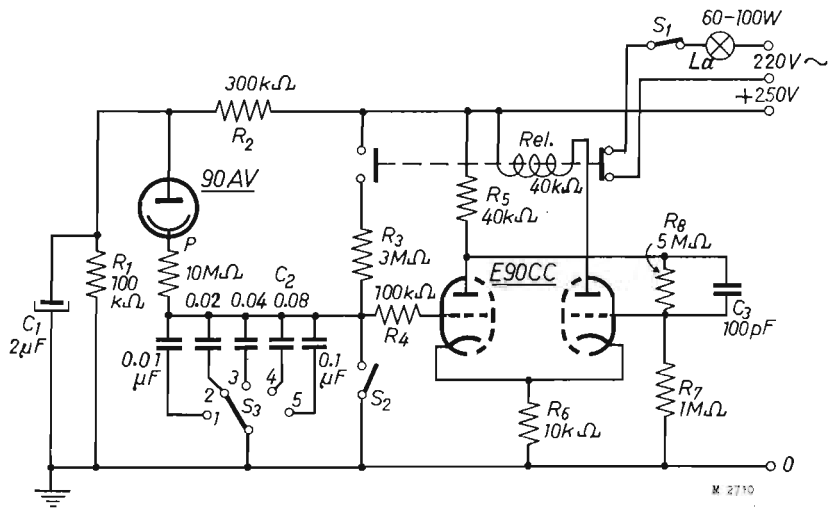 S1
60-100W
La
220V~
+250V
300kΩ
R2
90AV
P
Rel.
40kΩ
R5
40kΩ
R8
5MΩ
R1
100
kΩ
10MΩ
C2
R3
3MΩ
E90CC
C1
2µF
0.02
0.04
0.08
100kΩ
R4
C3
100pF
0.01
µF
0.1
µF
1
2
3
4
5
S3
S2
R6
10kΩ
R7
1MΩ
0
M 2710